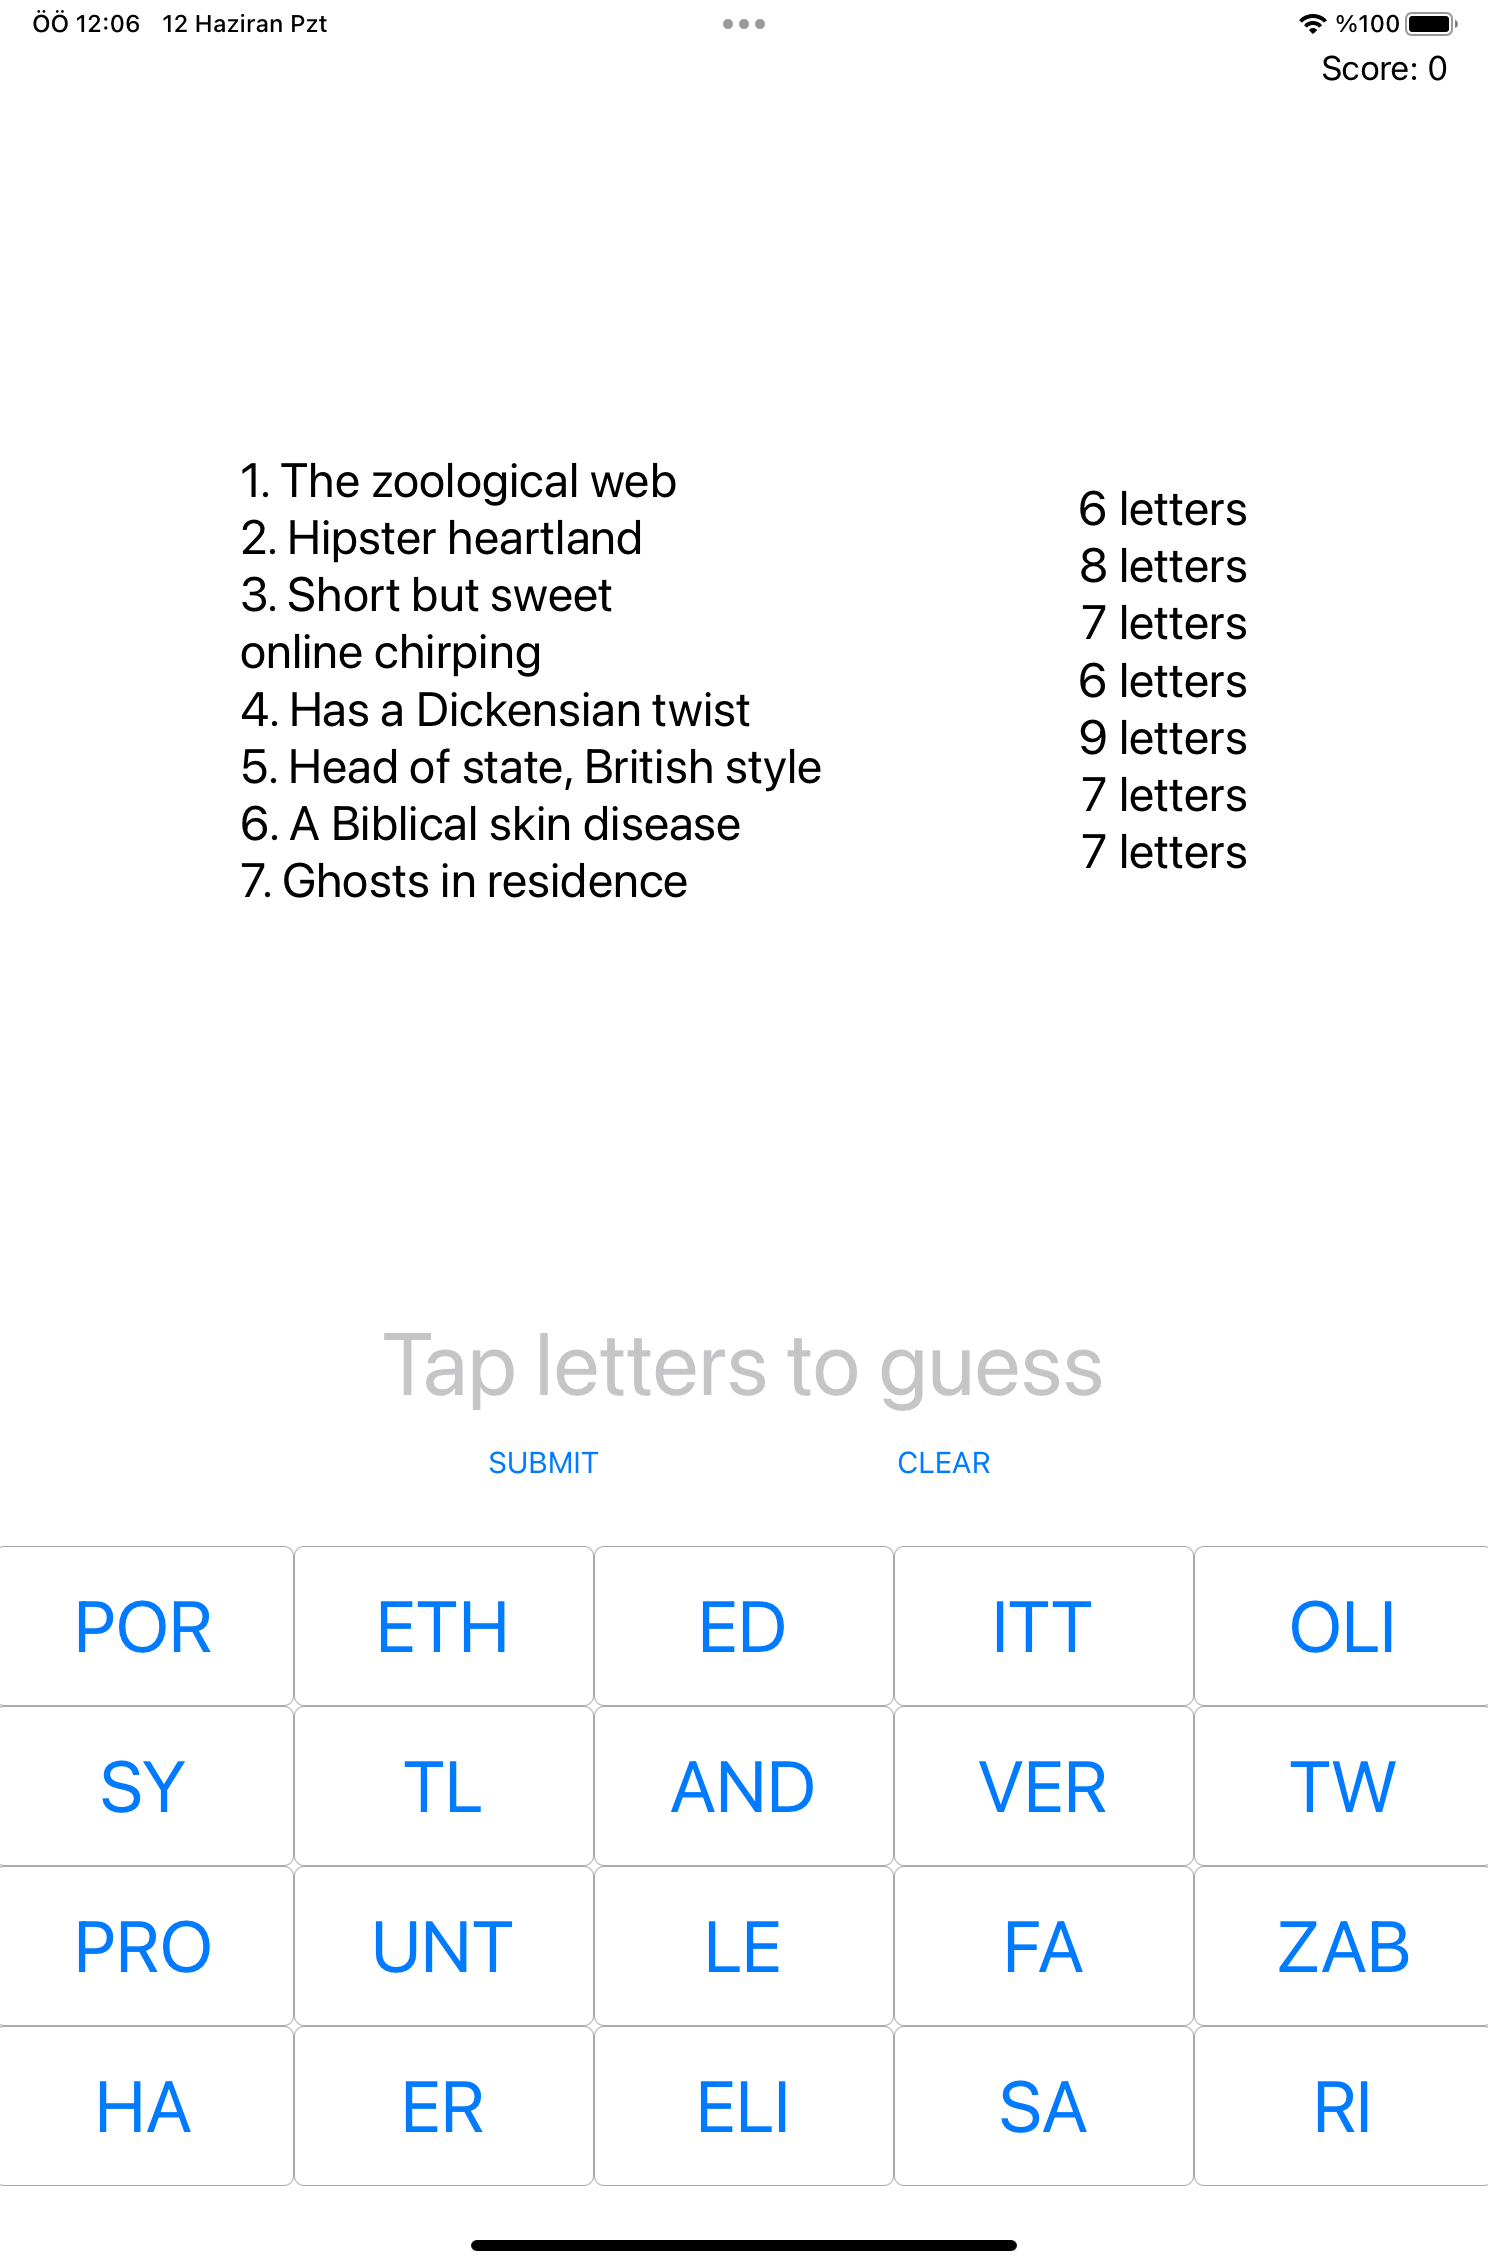 ÖÖ 12:06 12 Haziran Pzt
%100
Score: 0
1. The zoological web
2. Hipster heartland
3. Short but sweet
online chirping
4. Has a Dickensian twist
5. Head of state, British style
6. A Biblical skin disease
7. Ghosts in residence
6 letters
8 letters
7 letters
6 letters
9 letters
7 letters
7 letters
Tap letters to guess
SUBMIT CLEAR
POR ETH ED ITT OLI
SY TL AND VER TW
PRO UNT LE FA ZAB
HA ER ELI SA RI